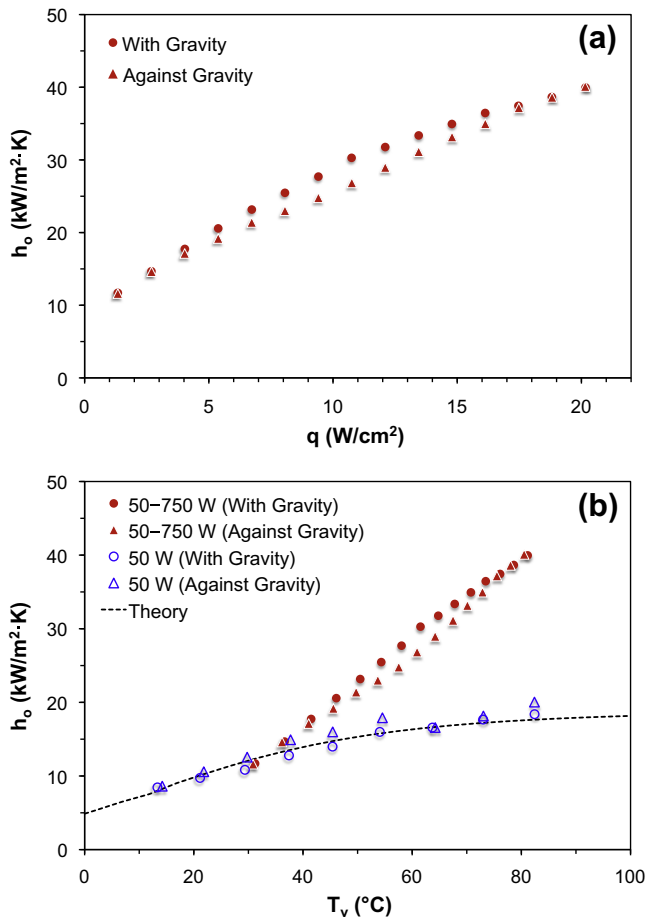 50
(a)
With Gravity
Against Gravity
40
30
20
10
0
hₒ (kW/m²·K)
0 5 10 15 20
q (W/cm²)
50
(b)
50−750 W (With Gravity)
50−750 W (Against Gravity)
50 W (With Gravity)
50 W (Against Gravity)
Theory
40
30
20
10
0
hₒ (kW/m²·K)
0 20 40 60 80 100
Tᵥ (°C)